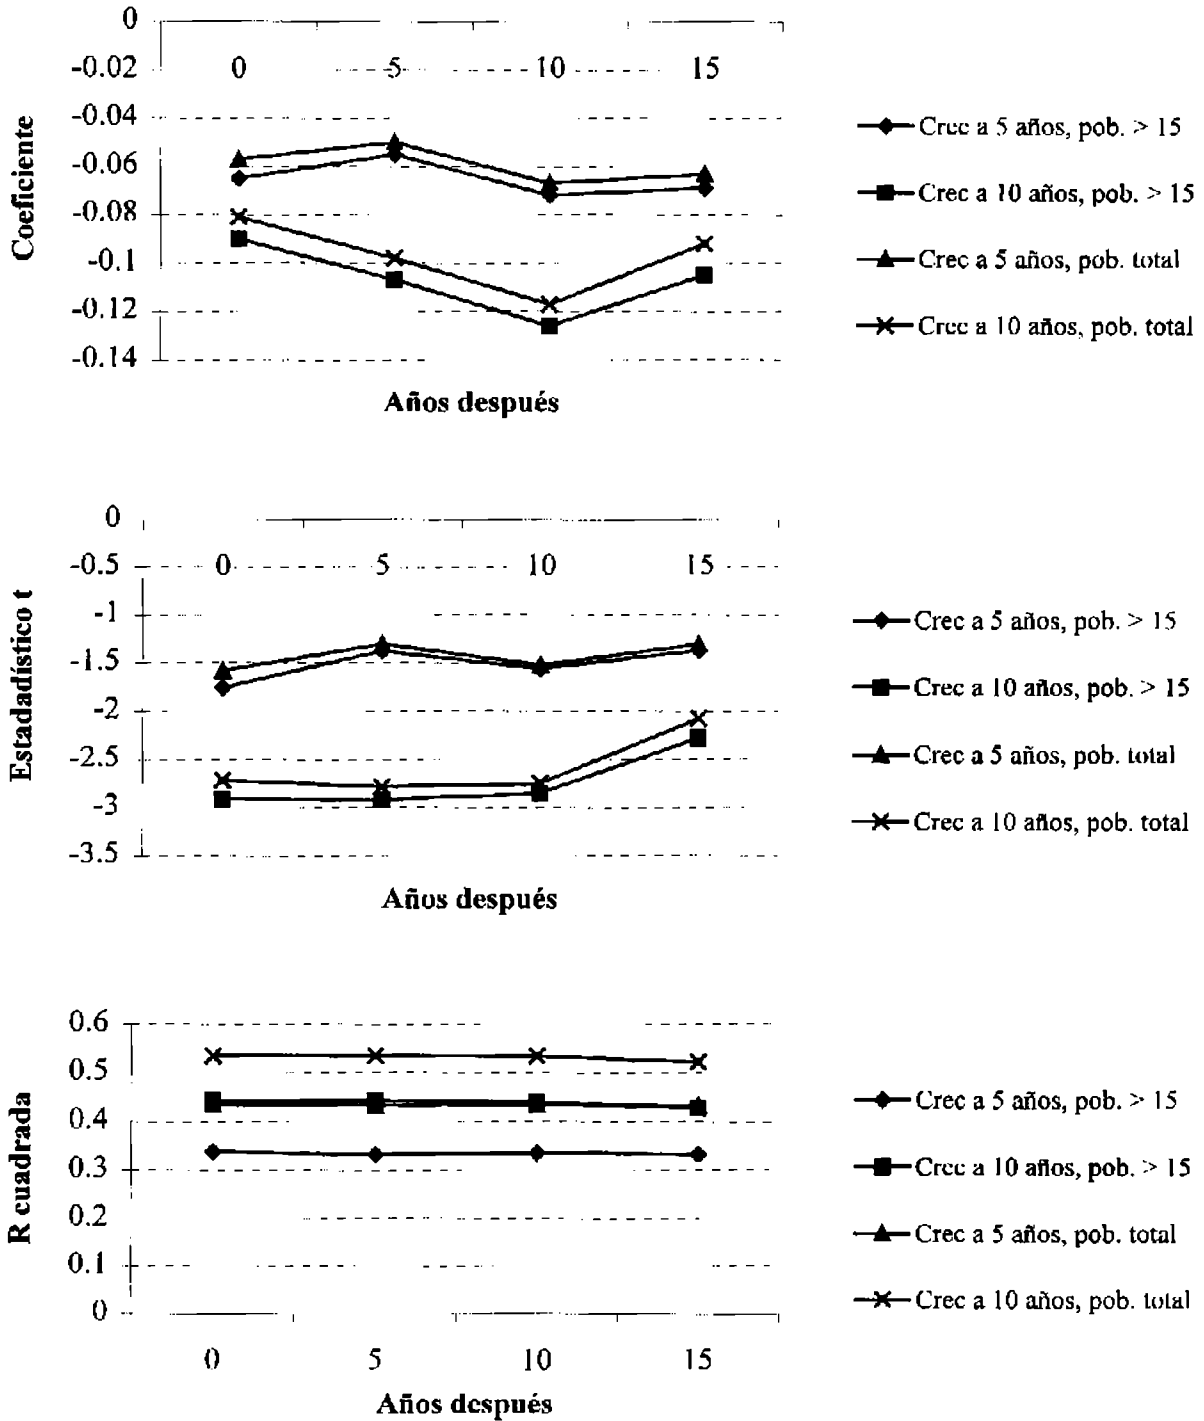 0
-0.02
-0.04
-0.06
-0.08
-0.1
-0.12
-0.14
Coeficiente
0 5 10 15
Años después
Crec a 5 años, pob. > 15
Crec a 10 años, pob. > 15
Crec a 5 años, pob. total
Crec a 10 años, pob. total
0
-0.5
-1
-1.5
-2
-2.5
-3
-3.5
Estadadístico t
0 5 10 15
Años después
Crec a 5 años, pob. > 15
Crec a 10 años, pob. > 15
Crec a 5 años, pob. total
Crec a 10 años, pob. total
0.6
0.5
0.4
0.3
0.2
0.1
0
R cuadrada
0 5 10 15
Años después
Crec a 5 años, pob. > 15
Crec a 10 años, pob. > 15
Crec a 5 años, pob. total
Crec a 10 años, pob. total